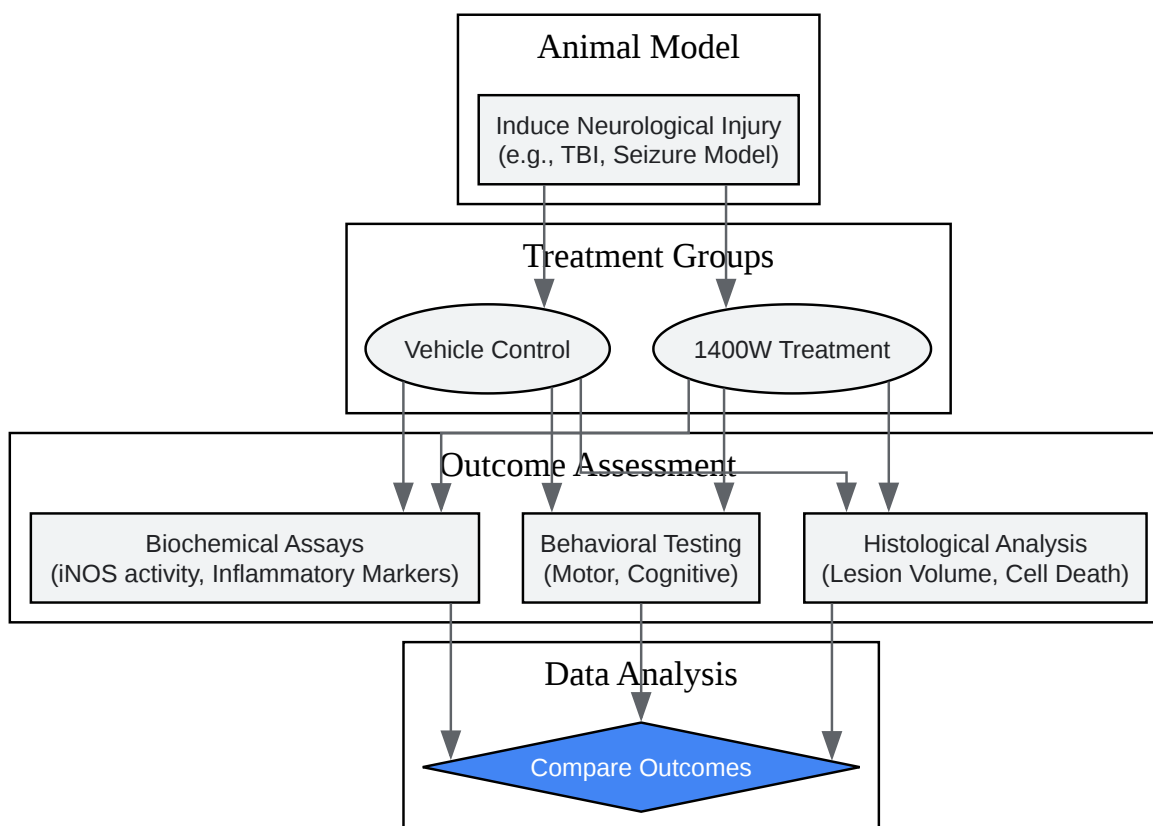 Animal Model
Induce Neurological Injury
(e.g., TBI, Seizure Model)
Treatment Groups
Vehicle Control
1400W Treatment
Outcome Assessment
Biochemical Assays
(iNOS activity, Inflammatory Markers)
Behavioral Testing
(Motor, Cognitive)
Histological Analysis
(Lesion Volume, Cell Death)
Data Analysis
Compare Outcomes